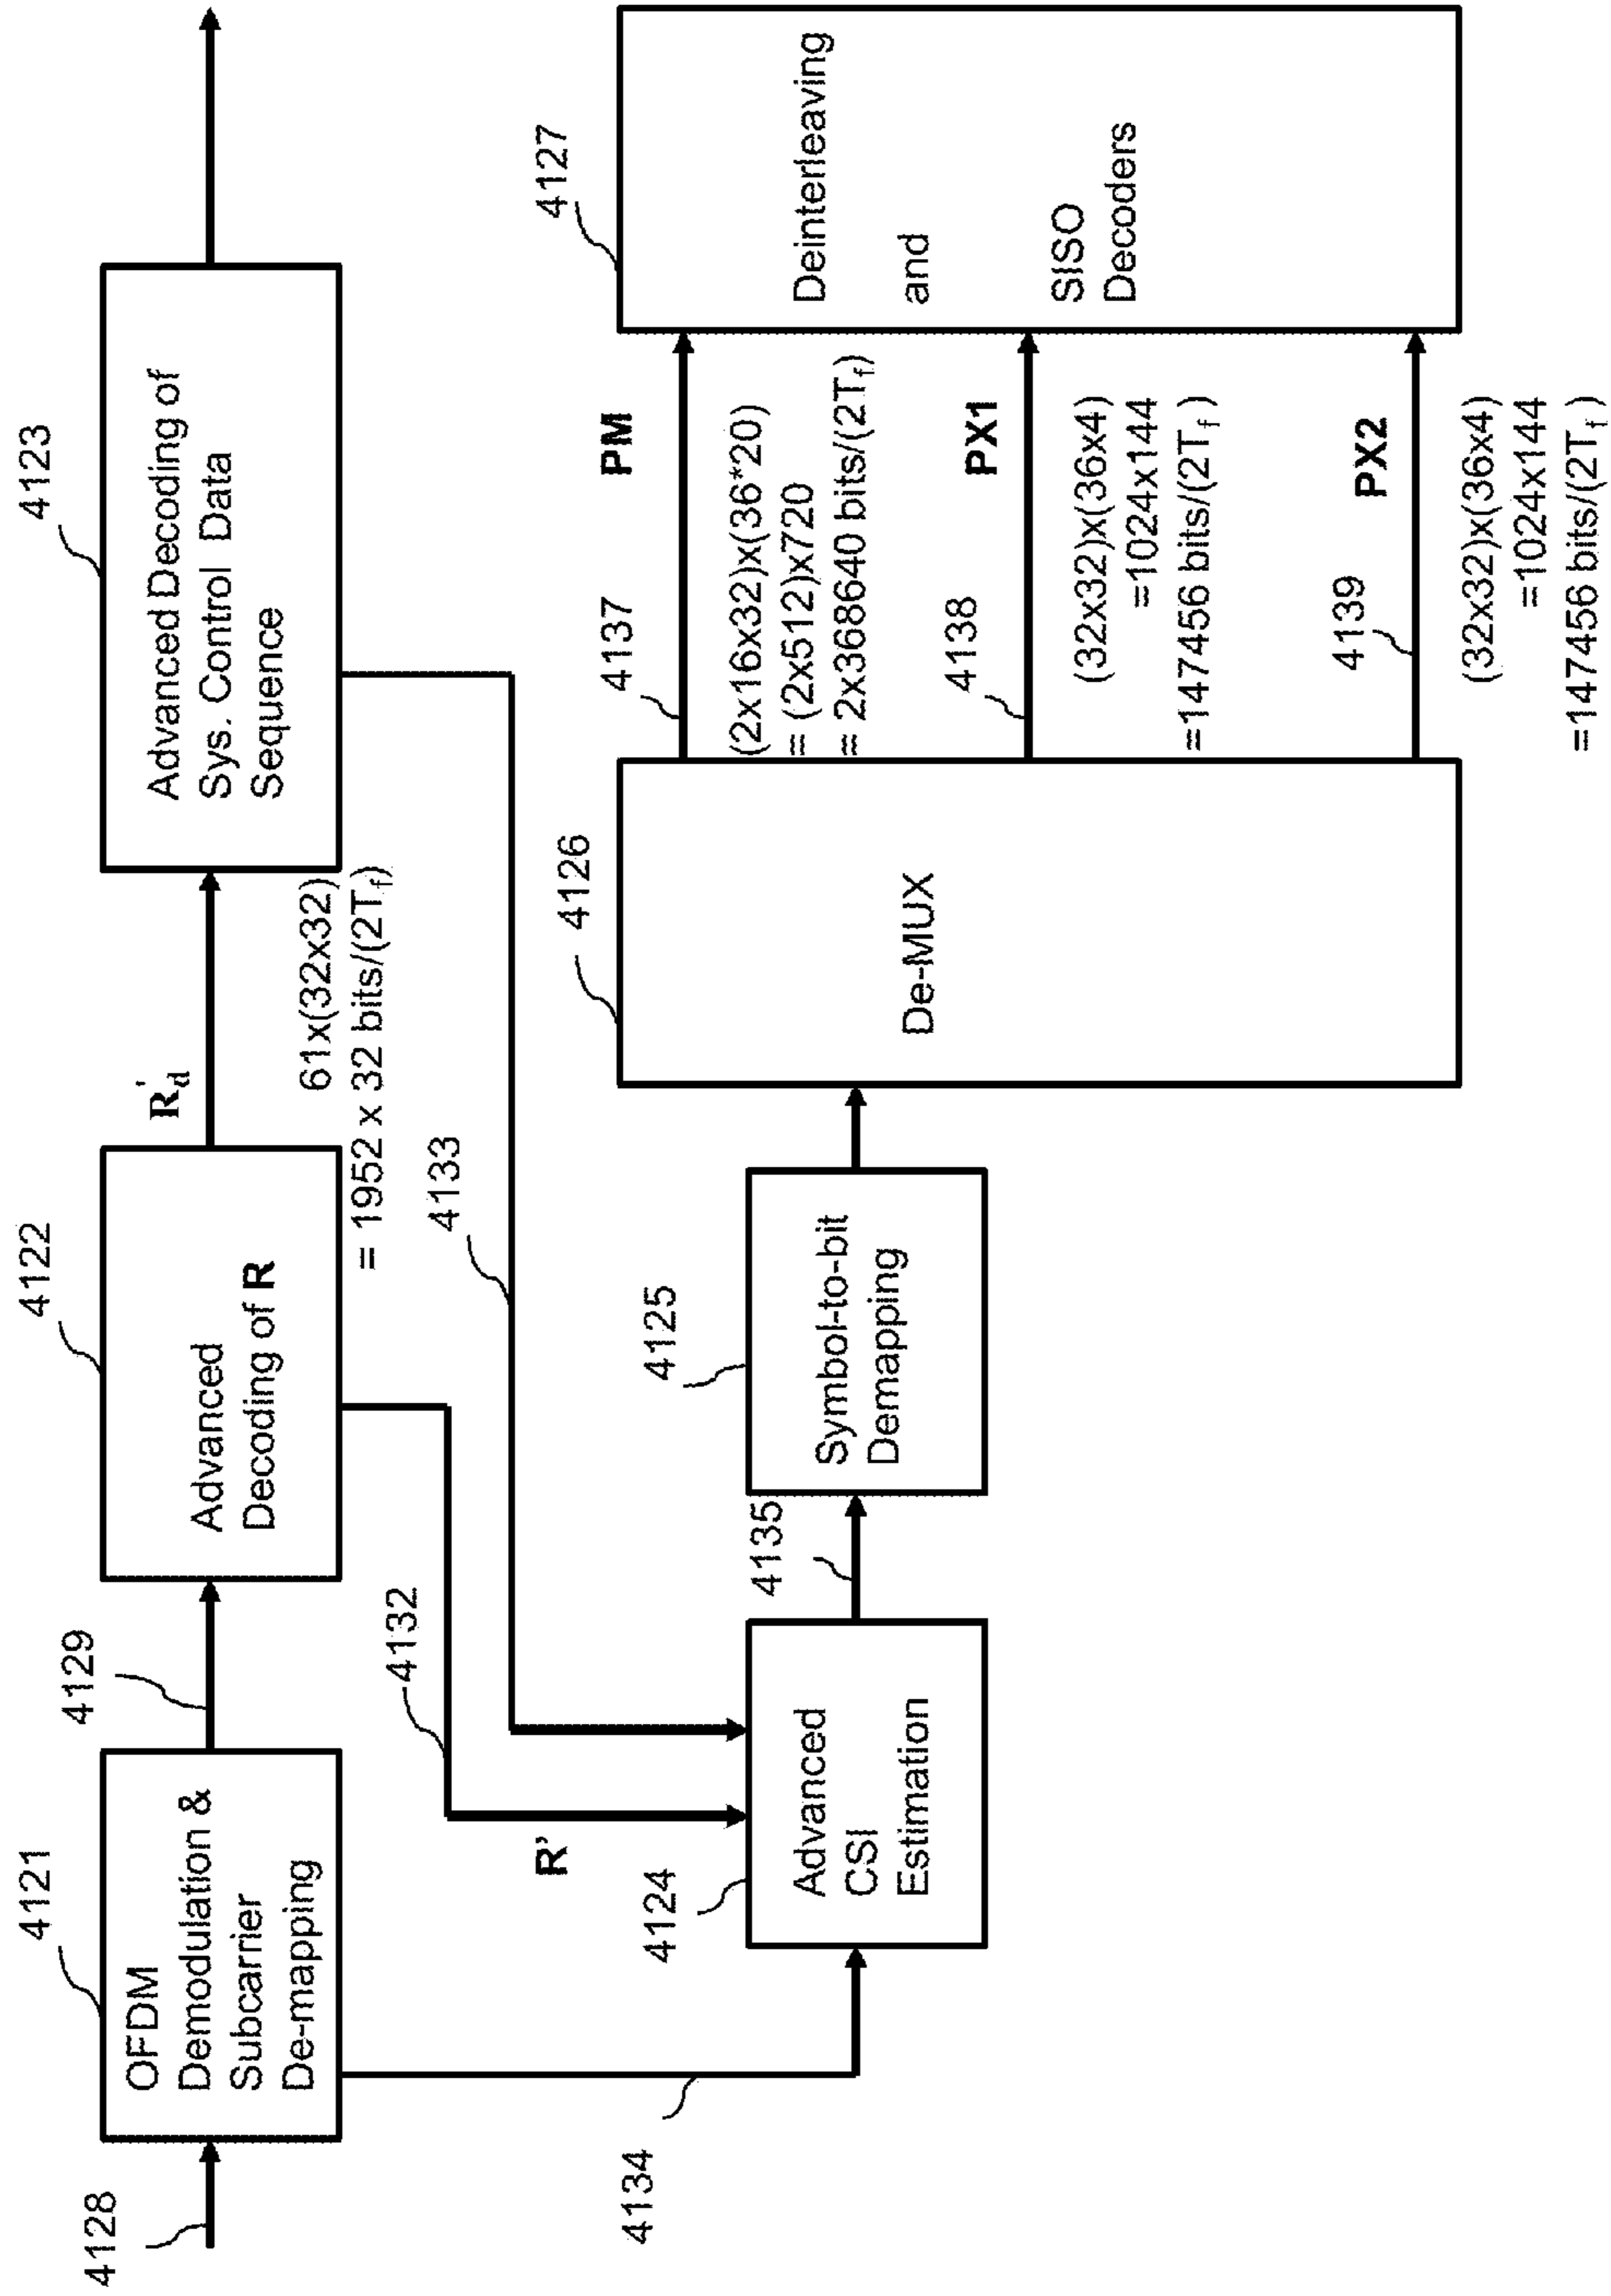 4128
4121
OFDM
Demodulation &
Subcarrier
De-mapping
4129
4122
Advanced
Decoding of R
R'd
61x(32x32)
= 1952 x 32 bits/(2Tf)
4123
Advanced Decoding of
Sys. Control Data
Sequence
4132
4133
R’
4134
4124
Advanced
CSI
Estimation
4135
4125
Symbol-to-bit
Demapping
4126
De-MUX
4137
PM
(2x16x32)x(36*20)
= (2x512)x720
= 2x368640 bits/(2Tf)
4138
PX1
(32x32)x(36x4)
=1024x144
=147456 bits/(2Tf)
4139
PX2
(32x32)x(36x4)
=1024x144
=147456 bits/(2Tf)
4127
Deinterleaving
and
SISO
Decoders